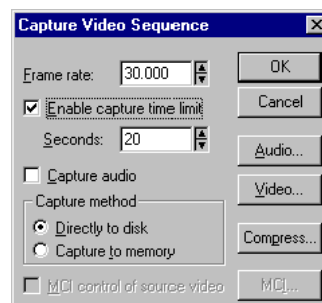 Capture Video Sequence
Frame rate: 30.000
OK
Enable capture time limit
Cancel
Seconds: 20
Audio...
Capture audio
Video...
Capture method
Directly to disk
Compress...
Capture to memory
MCI control of source video
MCI...